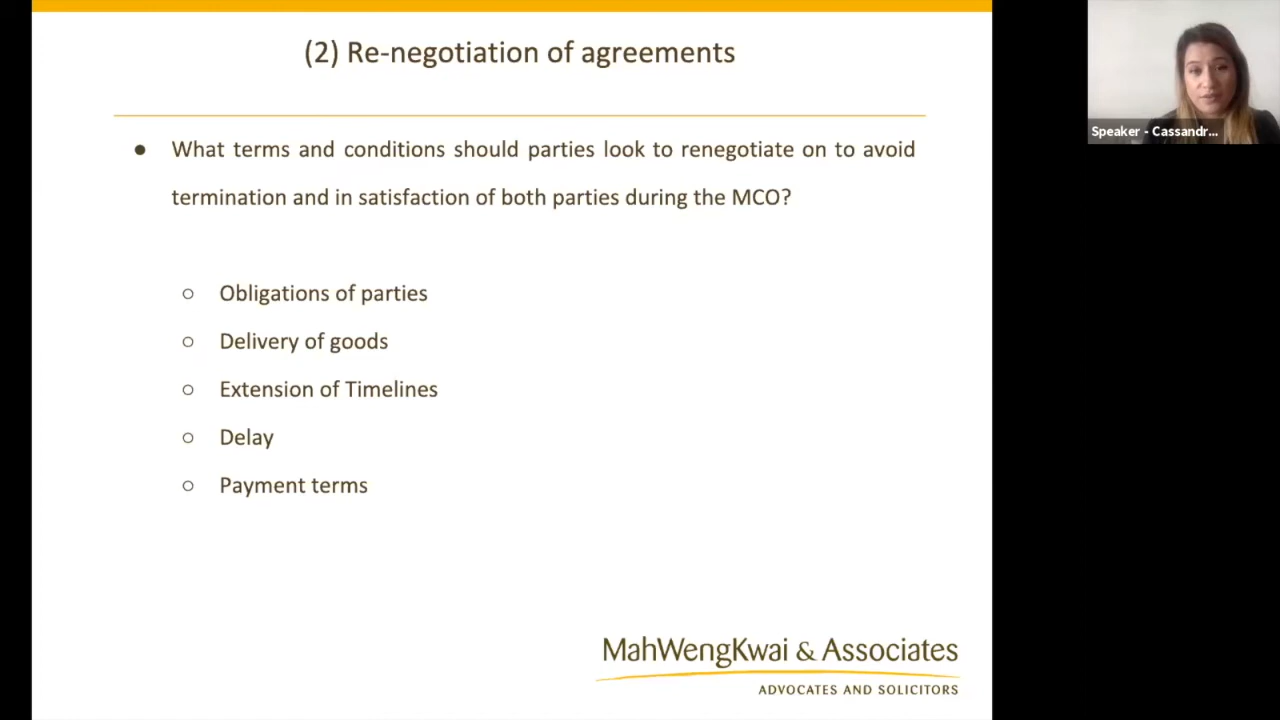 (2) Re-negotiation of agreements
● What terms and conditions should parties look to renegotiate on to avoid
termination and in satisfaction of both parties during the MCO?
○ Obligations of parties
○ Delivery of goods
○ Extension of Timelines
○ Delay
○ Payment terms
MahWengKwai & Associates
ADVOCATES AND SOLICITORS
Speaker - Cassandr...